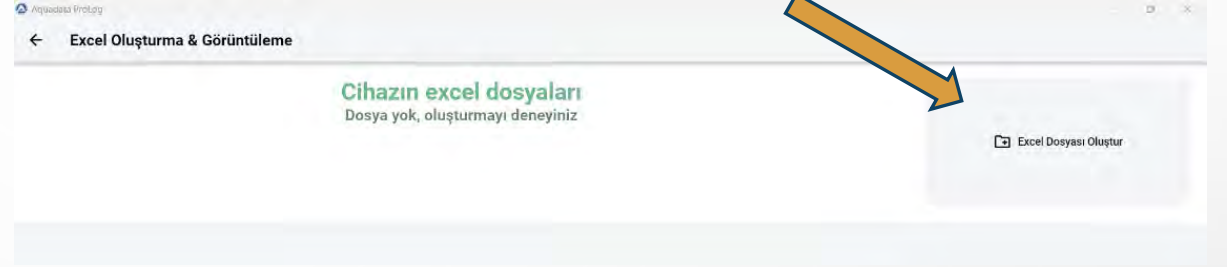 Aquadata ProLog
Excel Oluşturma & Görüntüleme
Cihazın excel dosyaları
Dosya yok, oluşturmayı deneyiniz
Excel Dosyası Oluştur